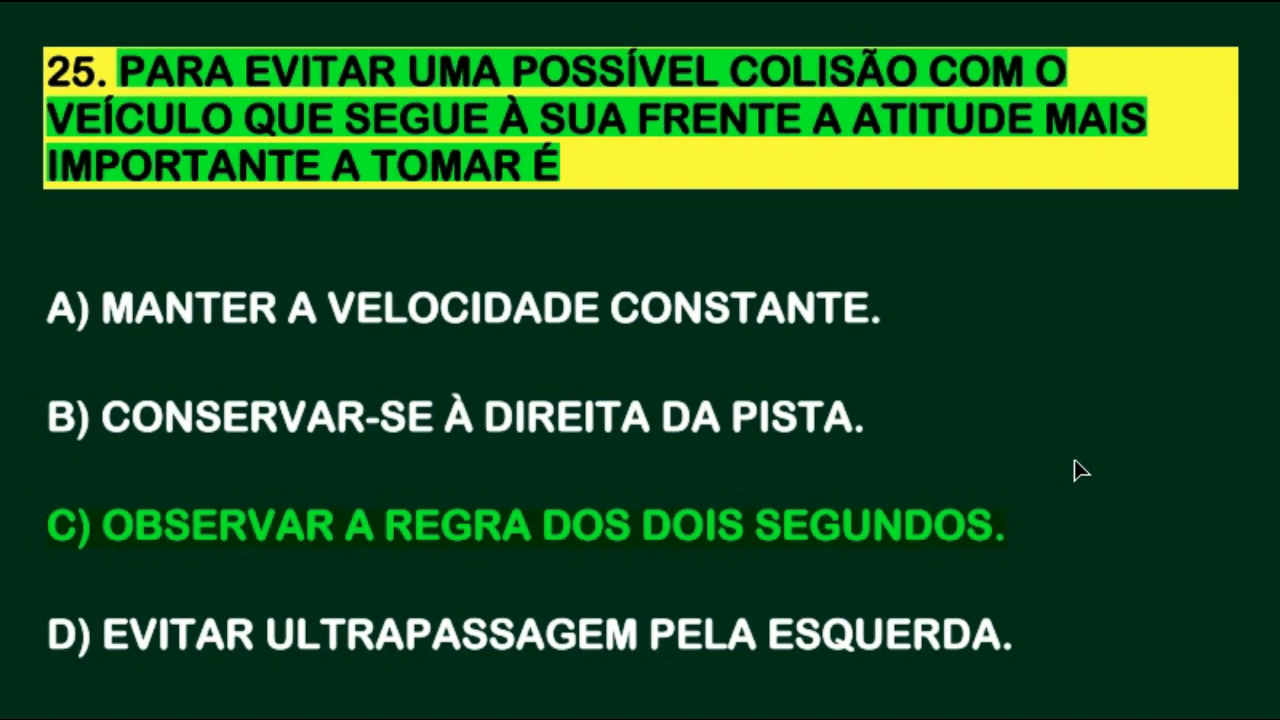 25. PARA EVITAR UMA POSSÍVEL COLISÃO COM O
VEÍCULO QUE SEGUE À SUA FRENTE A ATITUDE MAIS
IMPORTANTE A TOMAR É
A) MANTER A VELOCIDADE CONSTANTE.
B) CONSERVAR-SE À DIREITA DA PISTA.
C) OBSERVAR A REGRA DOS DOIS SEGUNDOS.
D) EVITAR ULTRAPASSAGEM PELA ESQUERDA.